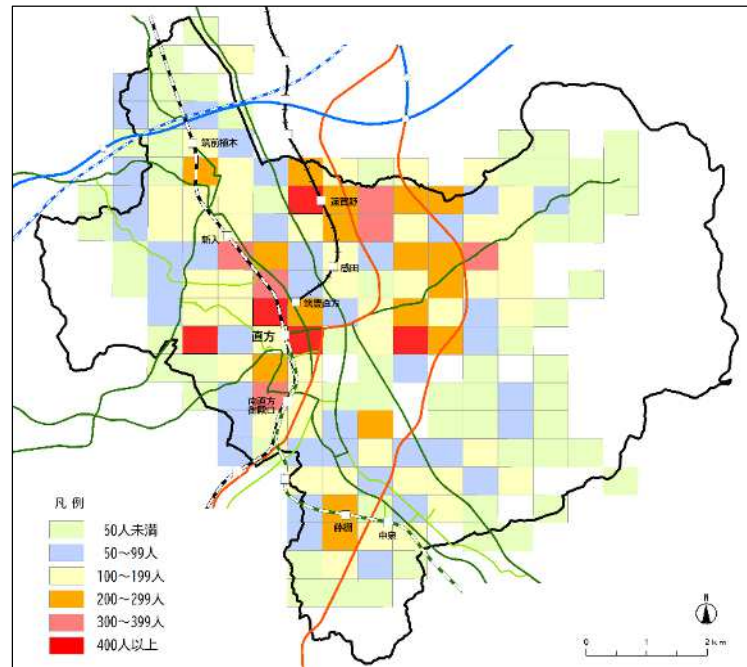 筑前植木
遠賀野
新入
感田
筑豊直方
直方
南直方
御殿口
凡 例
50人未満
50～99人
100～199人
200～299人
300～399人
400人以上
中泉
N
0 1 2 km